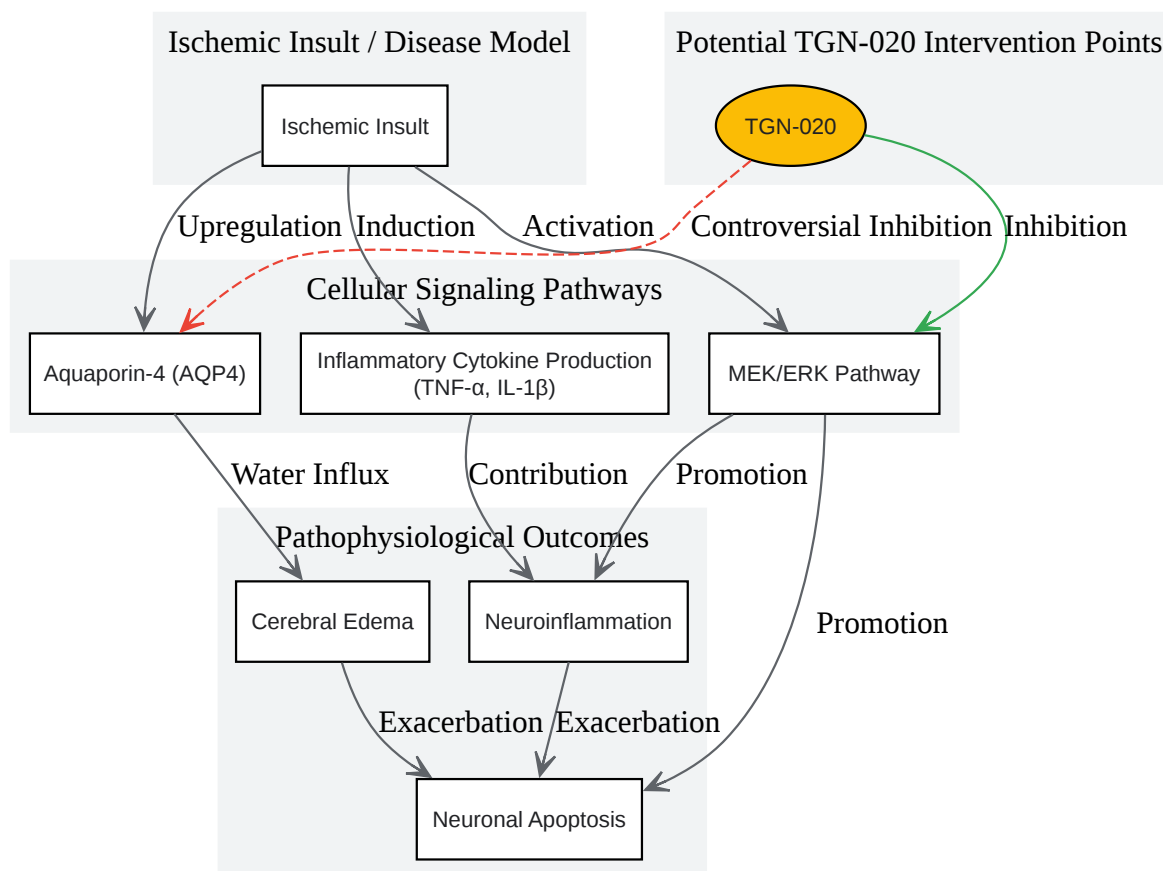 Ischemic Insult / Disease Model
Potential TGN-020 Intervention Points
Ischemic Insult
TGN-020
Upregulation
Induction
Activation
Controversial Inhibition
Inhibition
Cellular Signaling Pathways
Aquaporin-4 (AQP4)
Inflammatory Cytokine Production
(TNF-α, IL-1β)
MEK/ERK Pathway
Water Influx
Contribution
Promotion
Pathophysiological Outcomes
Cerebral Edema
Neuroinflammation
Promotion
Exacerbation
Exacerbation
Neuronal Apoptosis